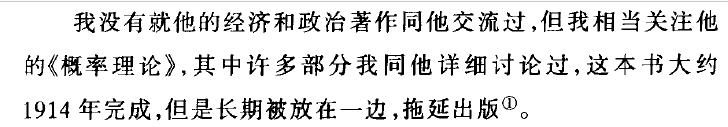 我没有就他的经济和政治著作同他交流过,但我相当关注他
的《概率理论》,其中许多部分我同他详细讨论过,这本书大约
1914年完成,但是长期被放在一边,拖延出版①。